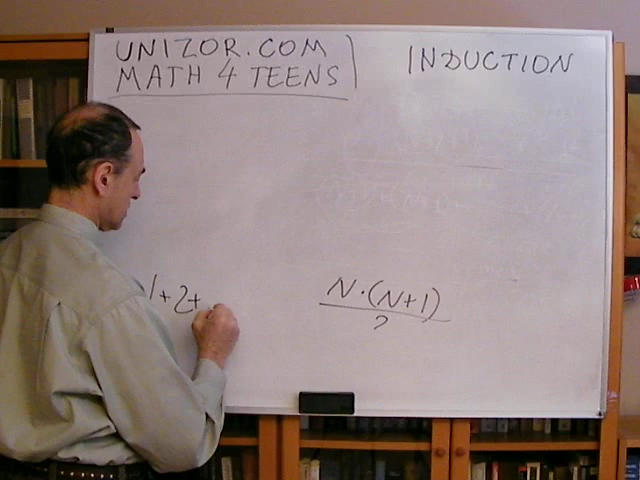 UNIZOR.COM
MATH 4 TEENS
INDUCTION
1+2+
N·(N+1)
2